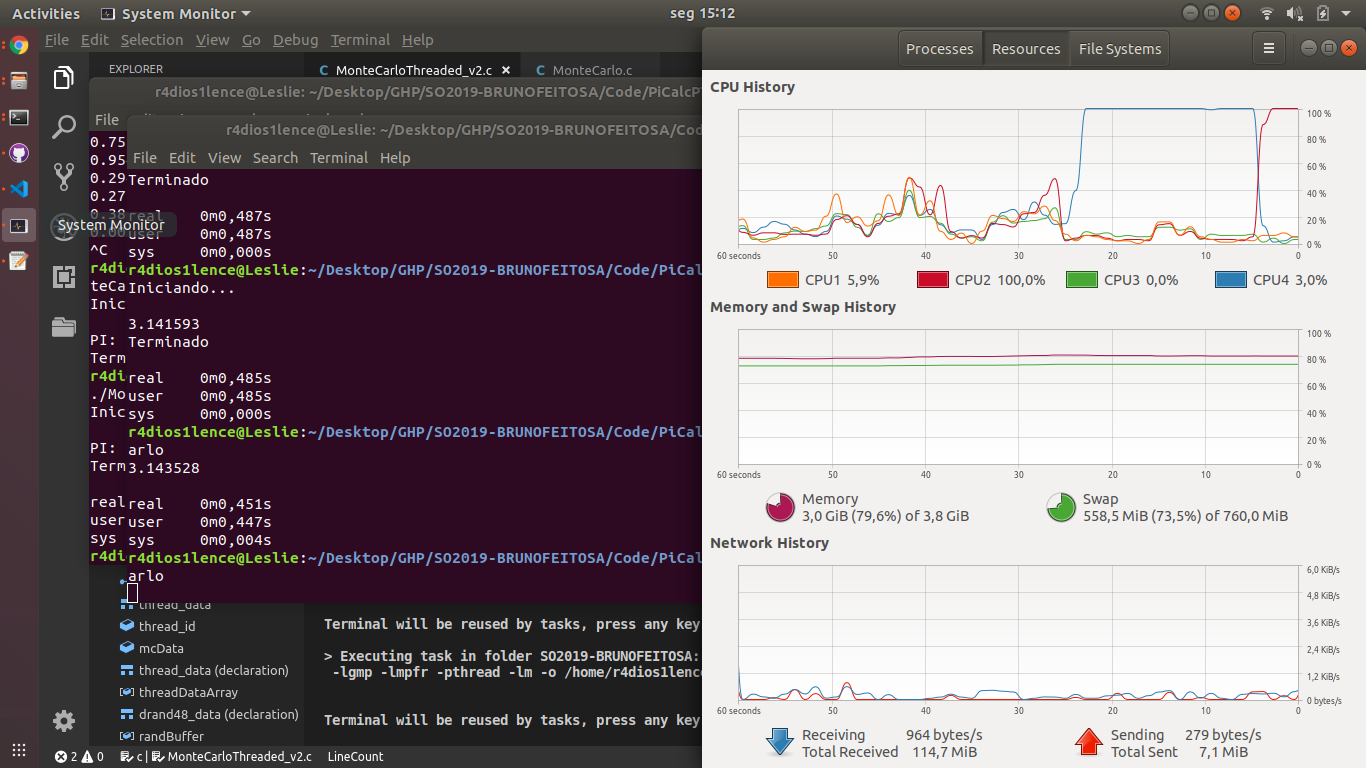 Activities
System Monitor
seg 15:12
File Edit Selection View Go Debug Terminal Help
EXPLORER
C MonteCarloThreaded_v2.c ×
C MonteCarlo.c
r4dios1lence@Leslie: ~/Desktop/GHP/SO2019-BRUNOFEITOSA/Code/PiCalcP
File
0.75
0.95
0.29
0.27
0.38
^C
r4di
teCa
Inic
PI:
Term
r4di
./Mo
Inic
PI:
Term
real
user
sys
r4di
r4dios1lence@Leslie: ~/Desktop/GHP/SO2019-BRUNOFEITOSA/Cod
File Edit View Search Terminal Help
Terminado
real 0m0,487s
System Monitor
user 0m0,487s
sys 0m0,000s
r4dios1lence@Leslie:~/Desktop/GHP/SO2019-BRUNOFEITOSA/Code/PiCal
Iniciando...
3.141593
Terminado
real 0m0,485s
user 0m0,485s
sys 0m0,000s
r4dios1lence@Leslie:~/Desktop/GHP/SO2019-BRUNOFEITOSA/Code/PiCal
arlo
3.143528
real 0m0,451s
user 0m0,447s
sys 0m0,004s
r4dios1lence@Leslie:~/Desktop/GHP/SO2019-BRUNOFEITOSA/Code/PiCal
arlo
thread_data
thread_id
mcData
thread_data (declaration)
threadDataArray
drand48_data (declaration)
randBuffer
Terminal will be reused by tasks, press any key
> Executing task in folder SO2019-BRUNOFEITOSA:
-lgmp -lmpfr -pthread -lm -o /home/r4dios1lence
Terminal will be reused by tasks, press any key
2 0 c | MonteCarloThreaded_v2.c LineCount
Processes Resources File Systems
CPU History
100 %
80 %
60 %
40 %
20 %
0 %
60 seconds 50 40 30 20 10 0
CPU1 5,9% CPU2 100,0% CPU3 0,0% CPU4 3,0%
Memory and Swap History
100 %
80 %
60 %
40 %
20 %
0 %
60 seconds 50 40 30 20 10 0
Memory
3,0 GiB (79,6%) of 3,8 GiB
Swap
558,5 MiB (73,5%) of 760,0 MiB
Network History
6,0 KiB/s
4,8 KiB/s
3,6 KiB/s
2,4 KiB/s
1,2 KiB/s
0 bytes/s
60 seconds 50 40 30 20 10 0
Receiving 964 bytes/s
Total Received 114,7 MiB
Sending 279 bytes/s
Total Sent 7,1 MiB